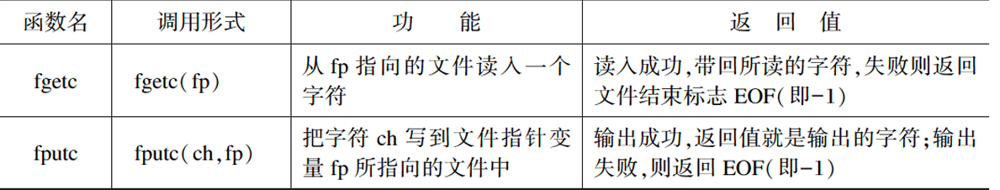 函数名 调用形式 功 能 返 回 值
fgetc fgetc(fp) 从 fp 指向的文件读入一个 读入成功,带回所读的字符,失败则返回
字符 文件结束标志 EOF(即-1)
fputc fputc(ch,fp) 把字符 ch 写到文件指针变 输出成功,返回值就是输出的字符;输出
量 fp 所指向的文件中 失败,则返回 EOF(即-1)